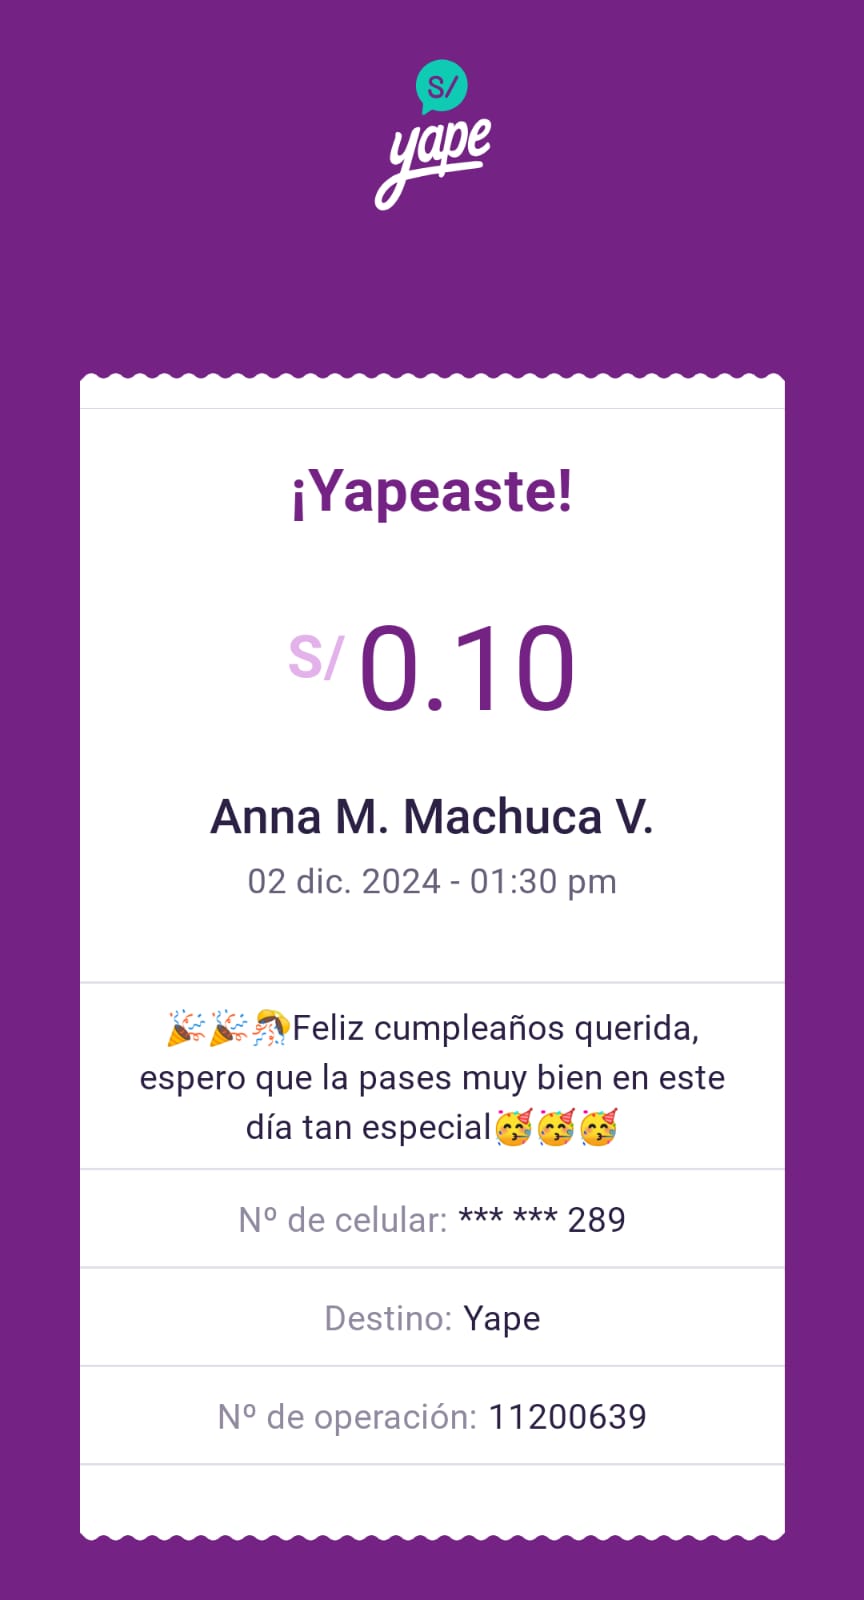 S/
yape
¡Yapeaste!
S/ 0.10
Anna M. Machuca V.
02 dic. 2024 - 01:30 pm
🎉🎉🎊Feliz cumpleaños querida,
espero que la pases muy bien en este
día tan especial🥳🥳🥳
Nº de celular: *** *** 289
Destino: Yape
Nº de operación: 11200639